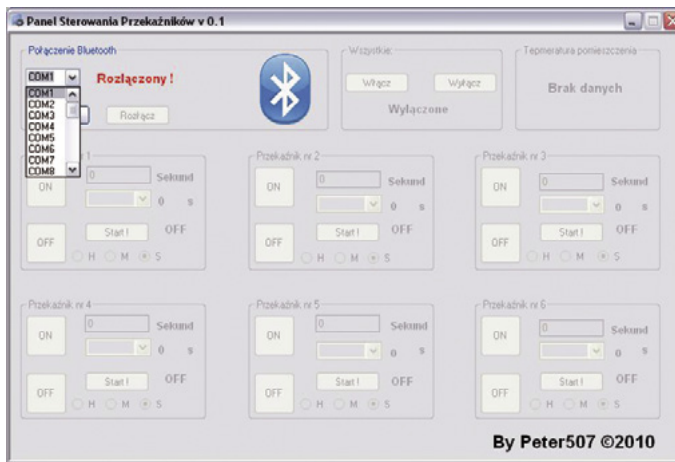 Panel Sterowania Przekaźników v 0.1
Połączenie Bluetooth
COM1
Rozłączony !
COM1
COM2
COM3
COM4
COM5
COM6
COM7
COM8
Rozłącz
Wszystkie:
Włącz
Wyłącz
Wyłączone
Tepmeratura pomieszczenia
Brak danych
1
ON
0
Sekund
0 s
OFF
Start !
OFF
H M S
Przekaźnik nr 2
ON
0
Sekund
0 s
OFF
Start !
OFF
H M S
Przekaźnik nr 3
ON
0
Sekund
0 s
OFF
Start !
OFF
H M S
Przekaźnik nr 4
ON
0
Sekund
0 s
OFF
Start !
OFF
H M S
Przekaźnik nr 5
ON
0
Sekund
0 s
OFF
Start !
OFF
H M S
Przekaźnik nr 6
ON
0
Sekund
0 s
OFF
Start !
OFF
H M S
By Peter507 ©2010